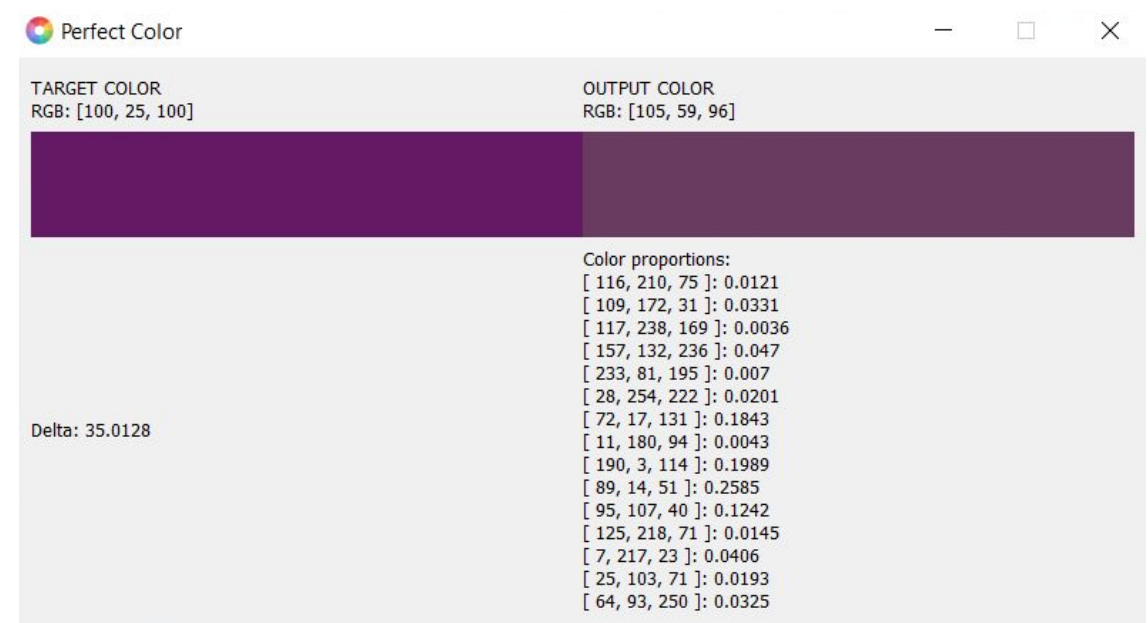 Perfect Color
TARGET COLOR
RGB: [100, 25, 100]
OUTPUT COLOR
RGB: [105, 59, 96]
Delta: 35.0128
Color proportions:
[ 116, 210, 75 ]: 0.0121
[ 109, 172, 31 ]: 0.0331
[ 117, 238, 169 ]: 0.0036
[ 157, 132, 236 ]: 0.047
[ 233, 81, 195 ]: 0.007
[ 28, 254, 222 ]: 0.0201
[ 72, 17, 131 ]: 0.1843
[ 11, 180, 94 ]: 0.0043
[ 190, 3, 114 ]: 0.1989
[ 89, 14, 51 ]: 0.2585
[ 95, 107, 40 ]: 0.1242
[ 125, 218, 71 ]: 0.0145
[ 7, 217, 23 ]: 0.0406
[ 25, 103, 71 ]: 0.0193
[ 64, 93, 250 ]: 0.0325